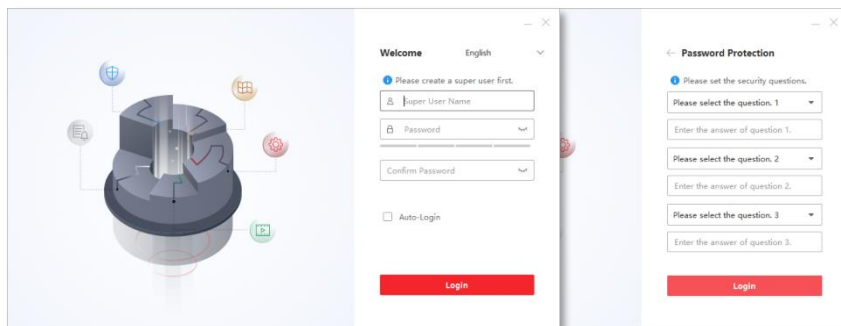 Welcome English
Please create a super user first.
Super User Name
Password
Confirm Password
Auto-Login
Login
Password Protection
Please set the security questions.
Please select the question. 1
Enter the answer of question 1.
Please select the question. 2
Enter the answer of question 2.
Please select the question. 3
Enter the answer of question 3.
Login